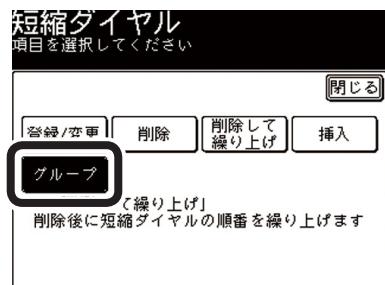 短縮ダイヤル
項目を選択してください
閉じる
登録/変更 削除 削除して繰り上げ 挿入
グループ
て繰り上げ」
削除後に短縮ダイヤルの順番を繰り上げます